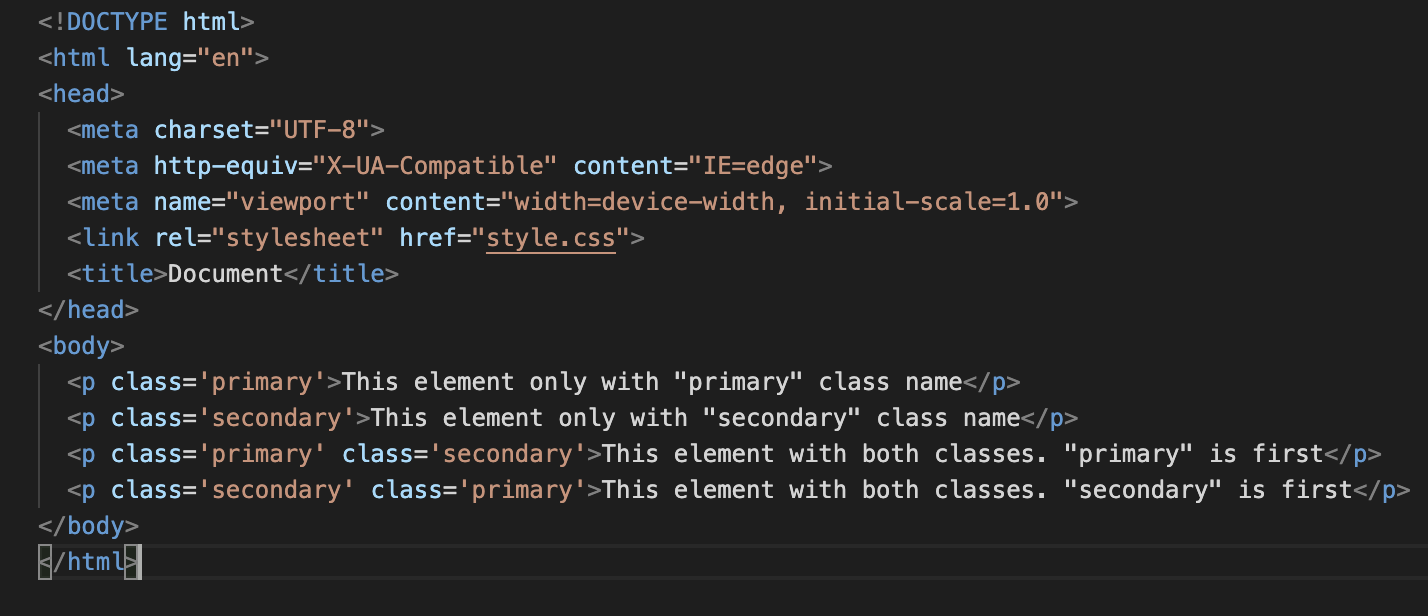 <!DOCTYPE html>
<html lang="en">
<head>
<meta charset="UTF-8">
<meta http-equiv="X-UA-Compatible" content="IE=edge">
<meta name="viewport" content="width=device-width, initial-scale=1.0">
<link rel="stylesheet" href="style.css">
<title>Document</title>
</head>
<body>
<p class='primary'>This element only with "primary" class name</p>
<p class='secondary'>This element only with "secondary" class name</p>
<p class='primary' class='secondary'>This element with both classes. "primary" is first</p>
<p class='secondary' class='primary'>This element with both classes. "secondary" is first</p>
</body>
</html>